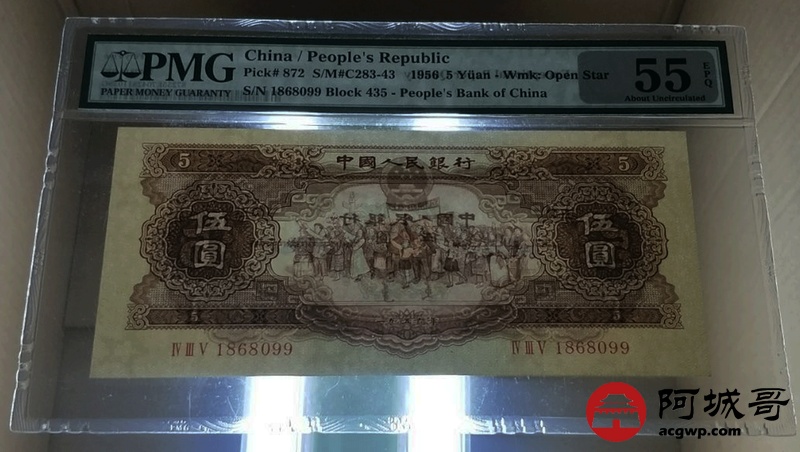 PMG
PAPER MONEY GUARANTY
China / People's Republic
Pick# 872 S/M#C283-43 1956 5 Yüan - Wmk: Open Star
S/N 1868099 Block 435 - People's Bank of China
55
EPQ
About Uncirculated
5 中國人民銀行 5
伍圓 伍圓
5 5
IV III V 1868099 IV III V 1868099
阿城哥
acgwp.com